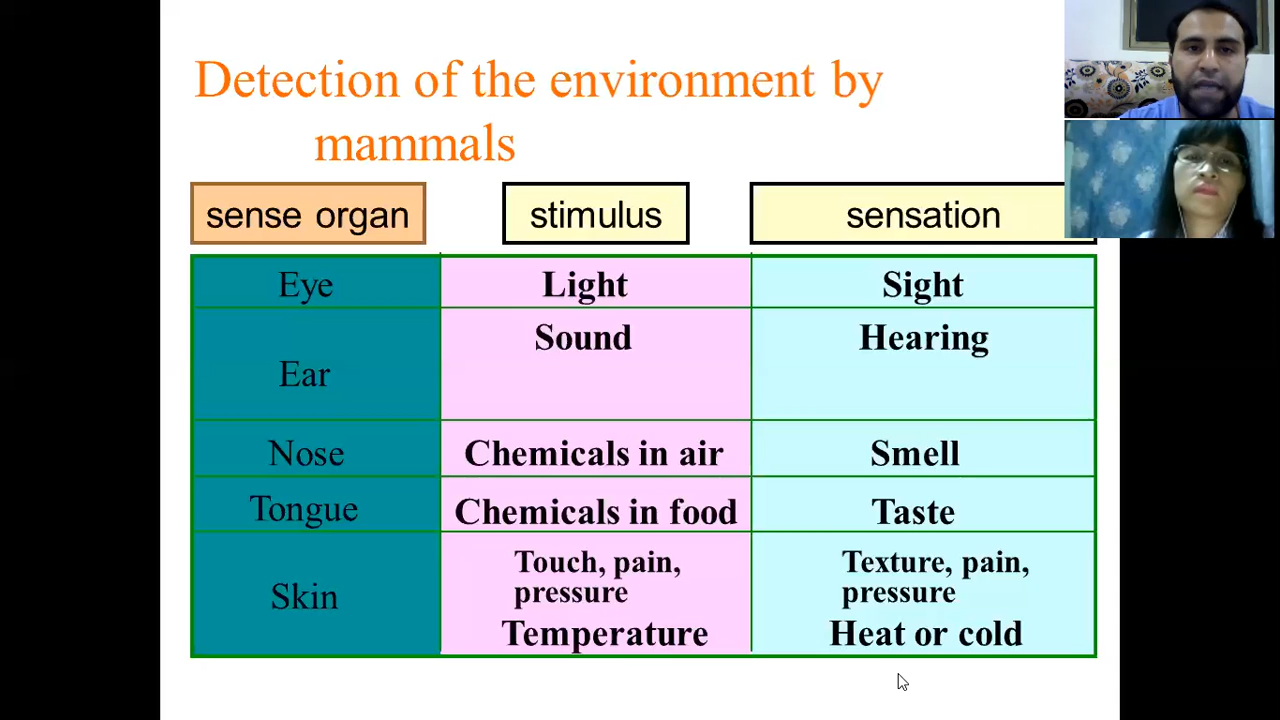 Detection of the environment by
mammals
sense organ stimulus sensation
Eye Light Sight
Ear Sound Hearing
Nose Chemicals in air Smell
Tongue Chemicals in food Taste
Skin Touch, pain, Texture, pain,
pressure pressure
Temperature Heat or cold